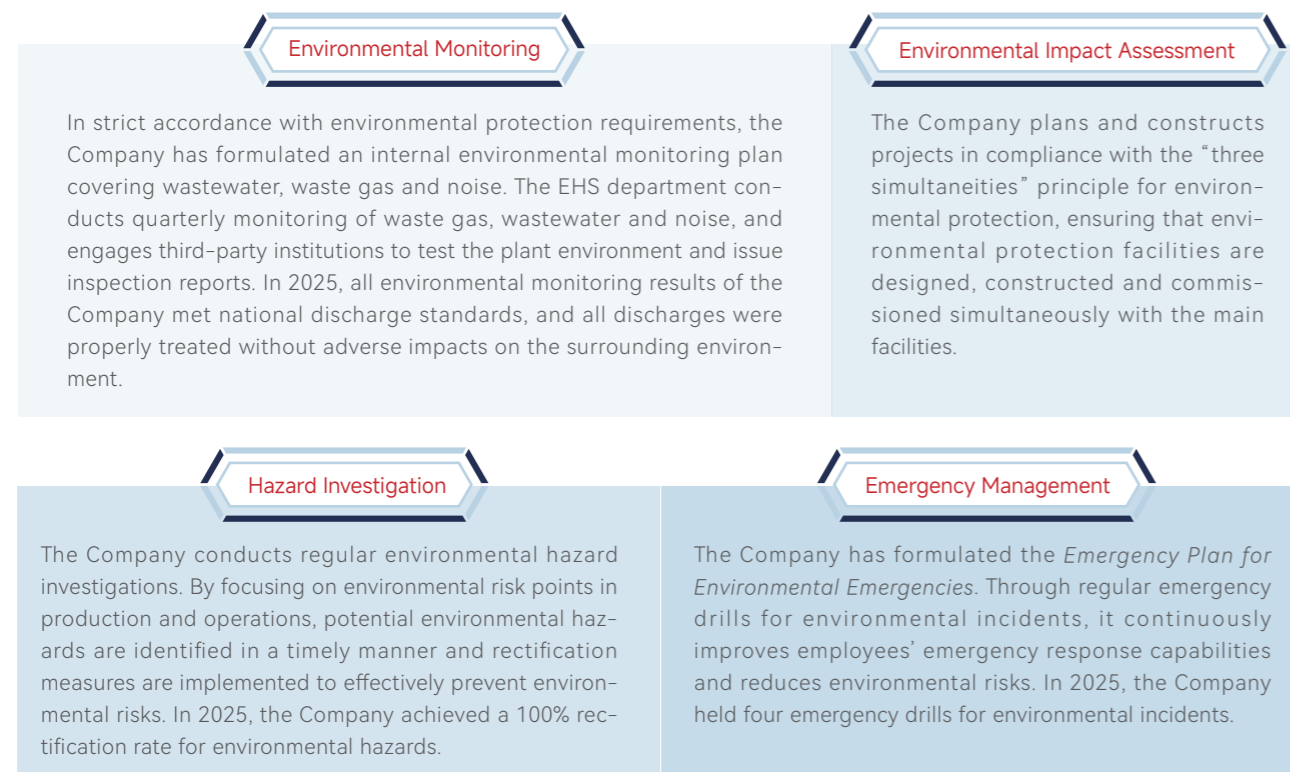 Environmental Monitoring
In strict accordance with environmental protection requirements, the
Company has formulated an internal environmental monitoring plan
covering wastewater, waste gas and noise. The EHS department con-
ducts quarterly monitoring of waste gas, wastewater and noise, and
engages third-party institutions to test the plant environment and issue
inspection reports. In 2025, all environmental monitoring results of the
Company met national discharge standards, and all discharges were
properly treated without adverse impacts on the surrounding environ-
ment.
Environmental Impact Assessment
The Company plans and constructs
projects in compliance with the “three
simultaneities” principle for environ-
mental protection, ensuring that envi-
ronmental protection facilities are
designed, constructed and commis-
sioned simultaneously with the main
facilities.
Hazard Investigation
The Company conducts regular environmental hazard
investigations. By focusing on environmental risk points in
production and operations, potential environmental haz-
ards are identified in a timely manner and rectification
measures are implemented to effectively prevent environ-
mental risks. In 2025, the Company achieved a 100% rec-
tification rate for environmental hazards.
Emergency Management
The Company has formulated the Emergency Plan for
Environmental Emergencies. Through regular emergency
drills for environmental incidents, it continuously
improves employees’ emergency response capabilities
and reduces environmental risks. In 2025, the Company
held four emergency drills for environmental incidents.